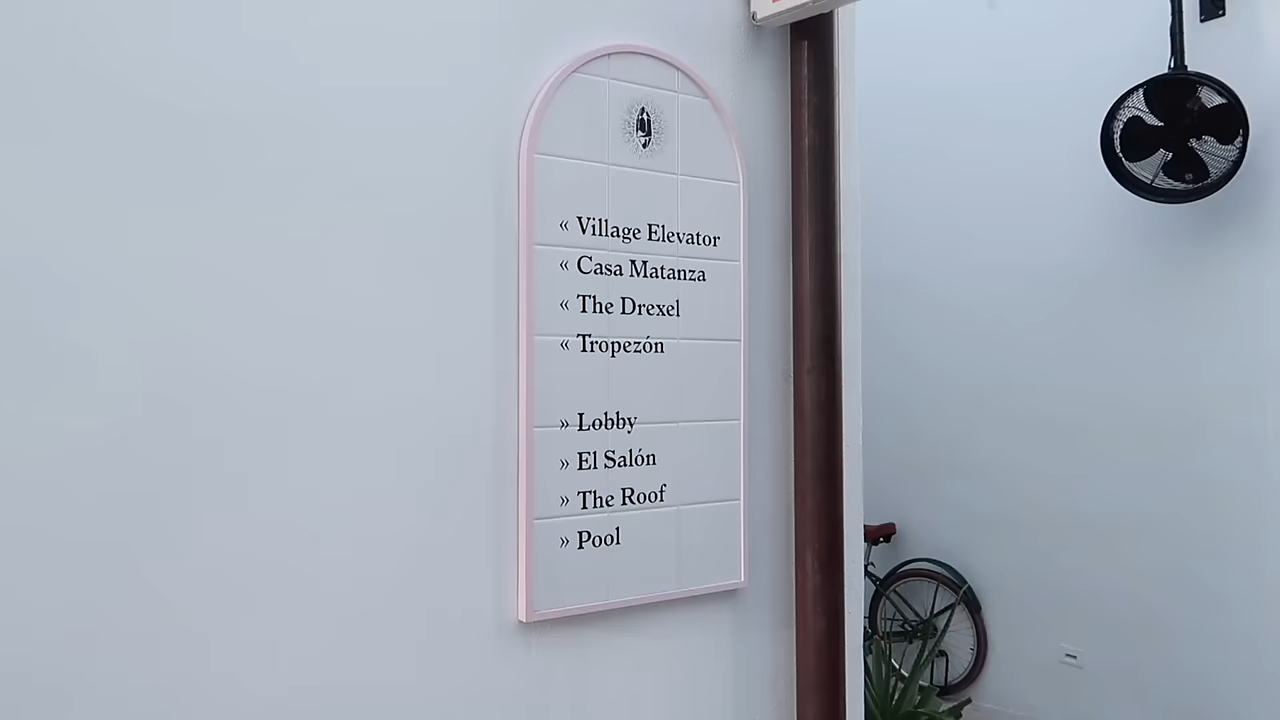 « Village Elevator
« Casa Matanza
« The Drexel
« Tropezón
» Lobby
» El Salón
» The Roof
» Pool